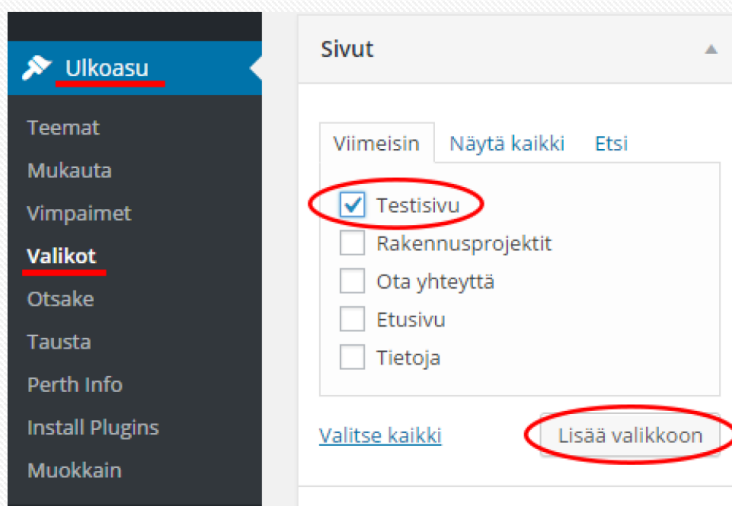 Ulkoasu
Teemat
Mukauta
Vimpaimet
Valikot
Otsake
Tausta
Perth Info
Install Plugins
Muokkain
Sivut
Viimeisin Näytä kaikki Etsi
Testisivu
Rakennusprojektit
Ota yhteyttä
Etusivu
Tietoja
Valitse kaikki Lisää valikkoon